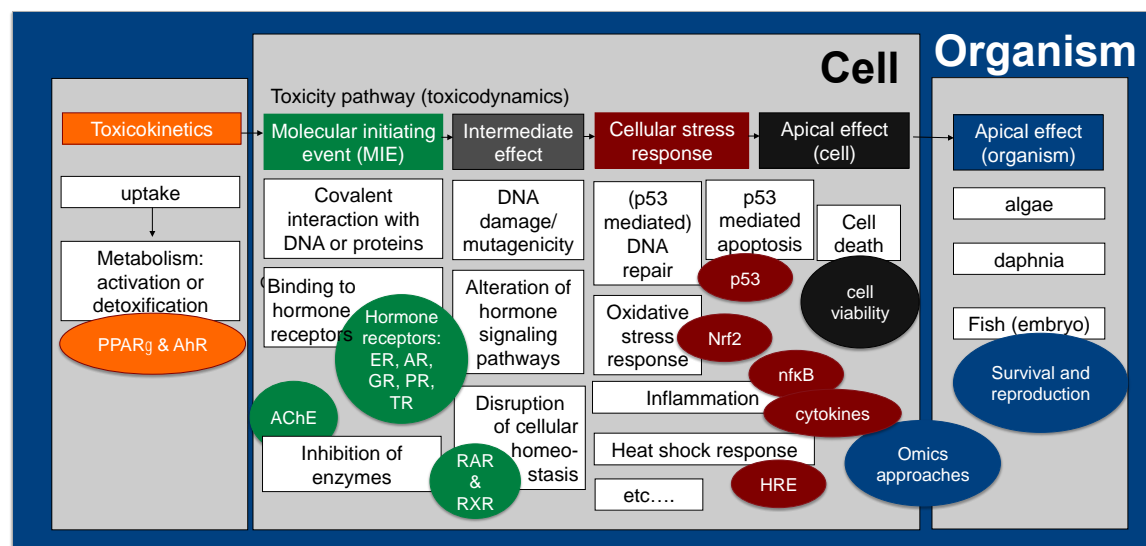 Cell
Organism
Toxicity pathway (toxicodynamics)
Toxicokinetics
uptake
Metabolism:
activation or
detoxification
PPARg & AhR
Molecular initiating
event (MIE)
Covalent
interaction with
DNA or proteins
Binding to
hormone
receptors
Hormone
receptors:
ER, AR,
GR, PR,
TR
AChE
Inhibition of
enzymes
Intermediate
effect
DNA
damage/
mutagenicity
Alteration of
hormone
signaling
pathways
Disruption
of cellular
homeo-
stasis
RAR
&
RXR
Cellular stress
response
(p53
mediated)
DNA
repair
p53
mediated
apoptosis
p53
Oxidative
stress
response
Nrf2
nfκB
Inflammation
cytokines
Heat shock response
HRE
etc….
Apical effect
(cell)
Cell
death
cell
viability
Omics
approaches
Apical effect
(organism)
algae
daphnia
Fish (embryo)
Survival and
reproduction